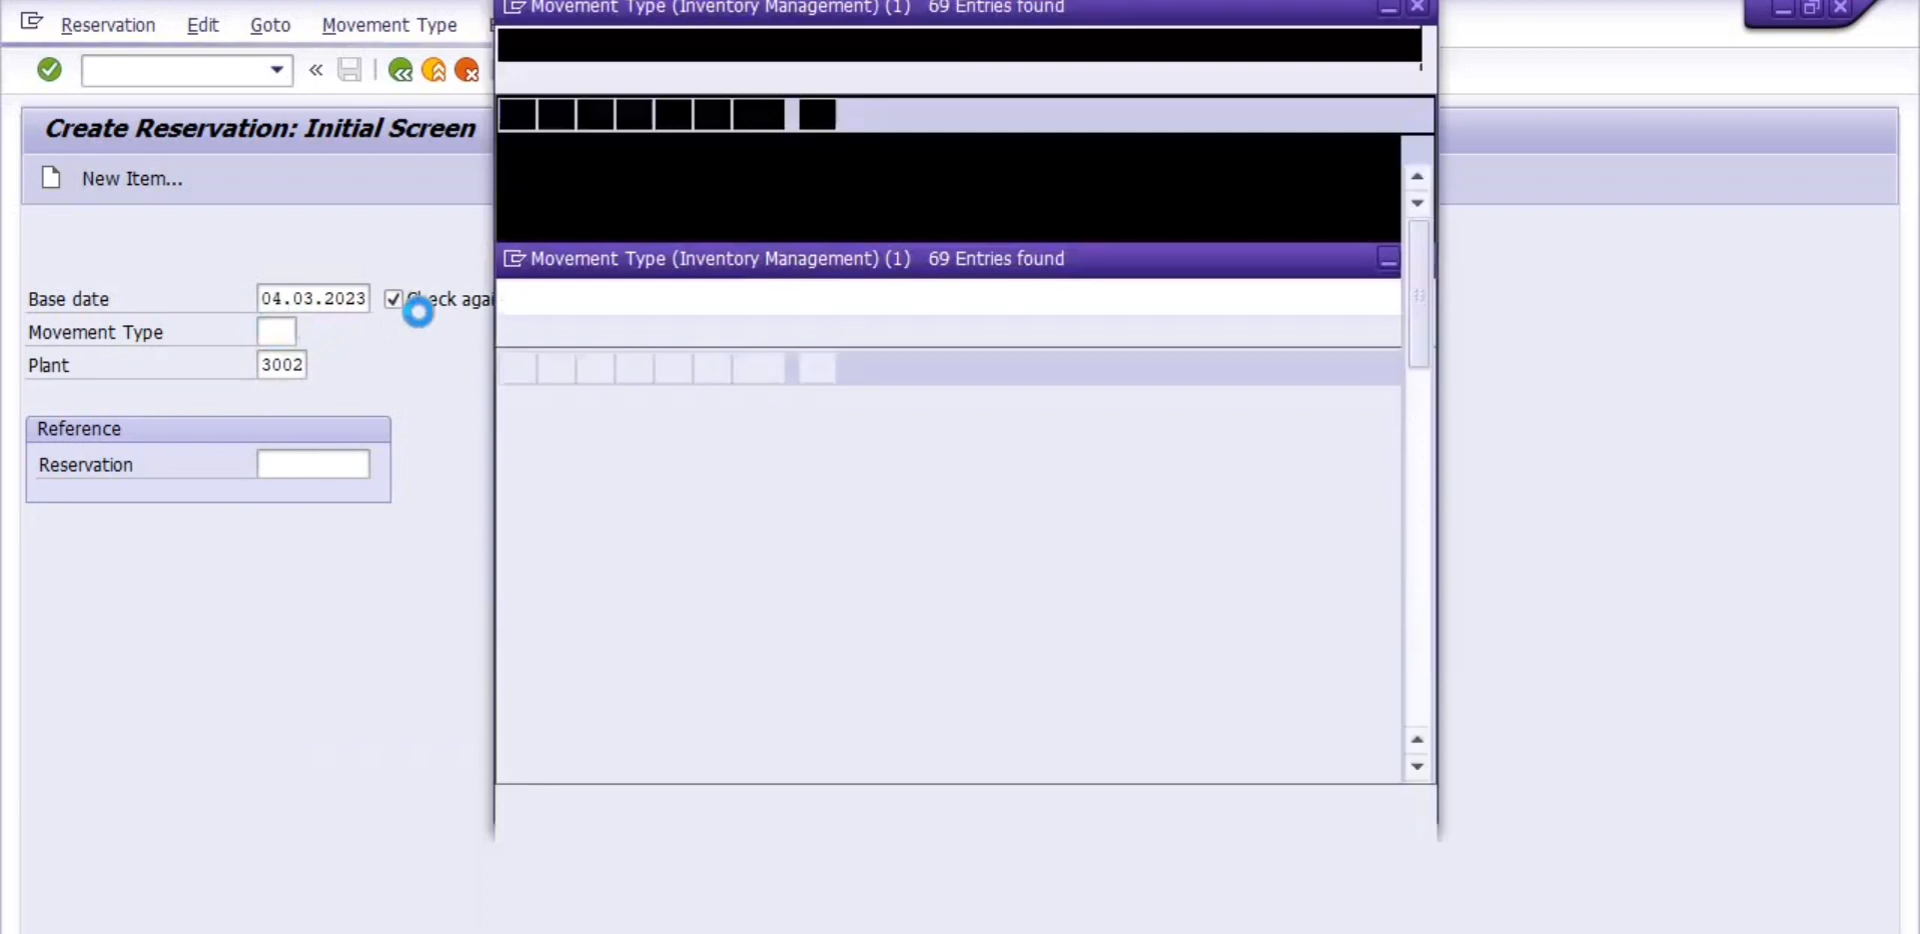 Reservation Edit Goto Movement Type
Movement Type (Inventory Management) (1) 69 Entries found
Create Reservation: Initial Screen
New Item...
Movement Type (Inventory Management) (1) 69 Entries found
Base date 04.03.2023
Movement Type
Plant 3002
Reference
Reservation